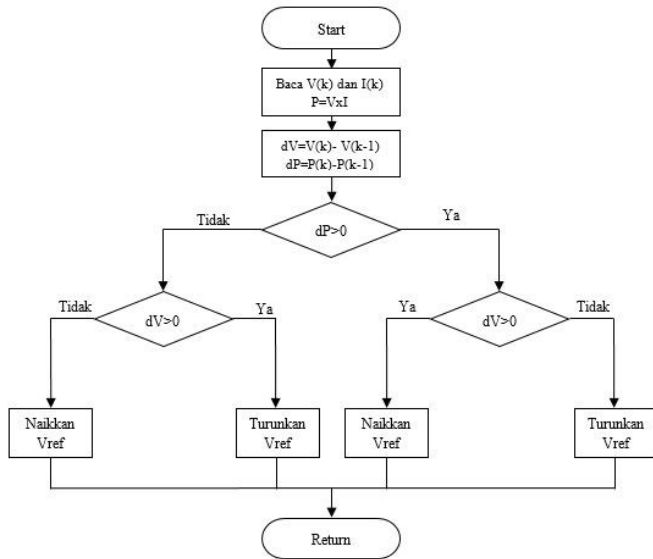 Start
Baca V(k) dan I(k)
P=VxI
dV=V(k)- V(k-1)
dP=P(k)-P(k-1)
Tidak
Ya
dP>0
Tidak
Ya
Ya
Tidak
dV>0
dV>0
Naikkan
Vref
Turunkan
Vref
Naikkan
Vref
Turunkan
Vref
Return